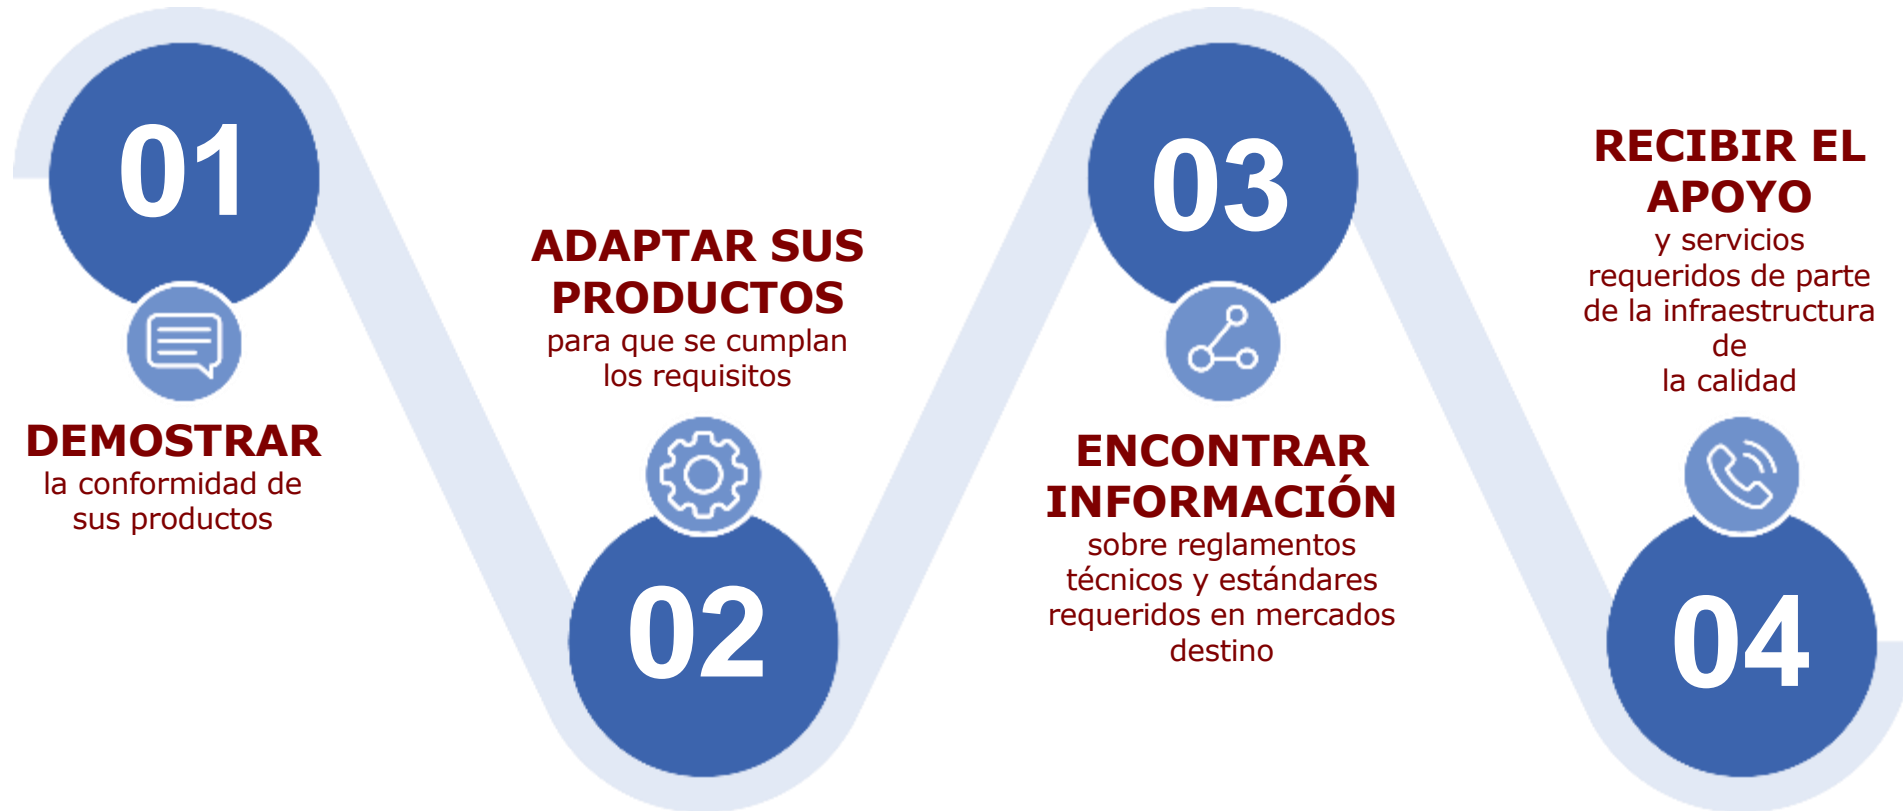 01
DEMOSTRAR
la conformidad de
sus productos
ADAPTAR SUS
PRODUCTOS
para que se cumplan
los requisitos
02
03
ENCONTRAR
INFORMACIÓN
sobre reglamentos
técnicos y estándares
requeridos en mercados
destino
RECIBIR EL
APOYO
y servicios
requeridos de parte
de la infraestructura
de
la calidad
04